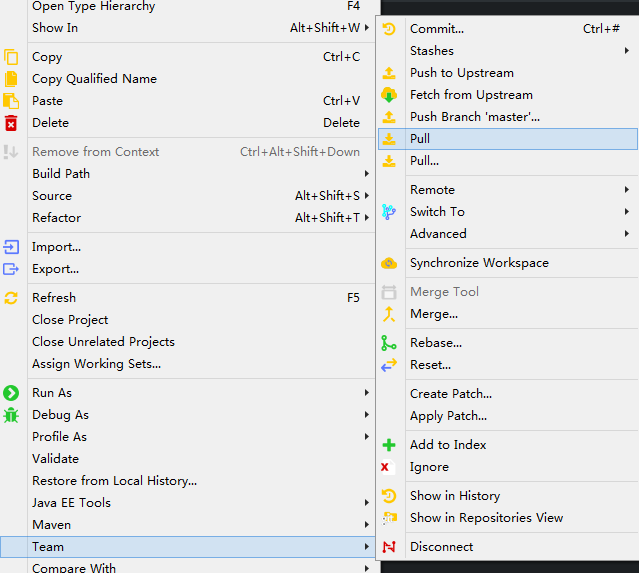 Open Type Hierarchy F4
Show In Alt+Shift+W
Copy Ctrl+C
Copy Qualified Name
Paste Ctrl+V
Delete Delete
Remove from Context Ctrl+Alt+Shift+Down
Build Path
Source Alt+Shift+S
Refactor Alt+Shift+T
Import...
Export...
Refresh F5
Close Project
Close Unrelated Projects
Assign Working Sets...
Run As
Debug As
Profile As
Validate
Restore from Local History...
Java EE Tools
Maven
Team
Compare With
Commit... Ctrl+#
Stashes
Push to Upstream
Fetch from Upstream
Push Branch 'master'...
Pull
Pull...
Remote
Switch To
Advanced
Synchronize Workspace
Merge Tool
Merge...
Rebase...
Reset...
Create Patch...
Apply Patch...
Add to Index
Ignore
Show in History
Show in Repositories View
Disconnect